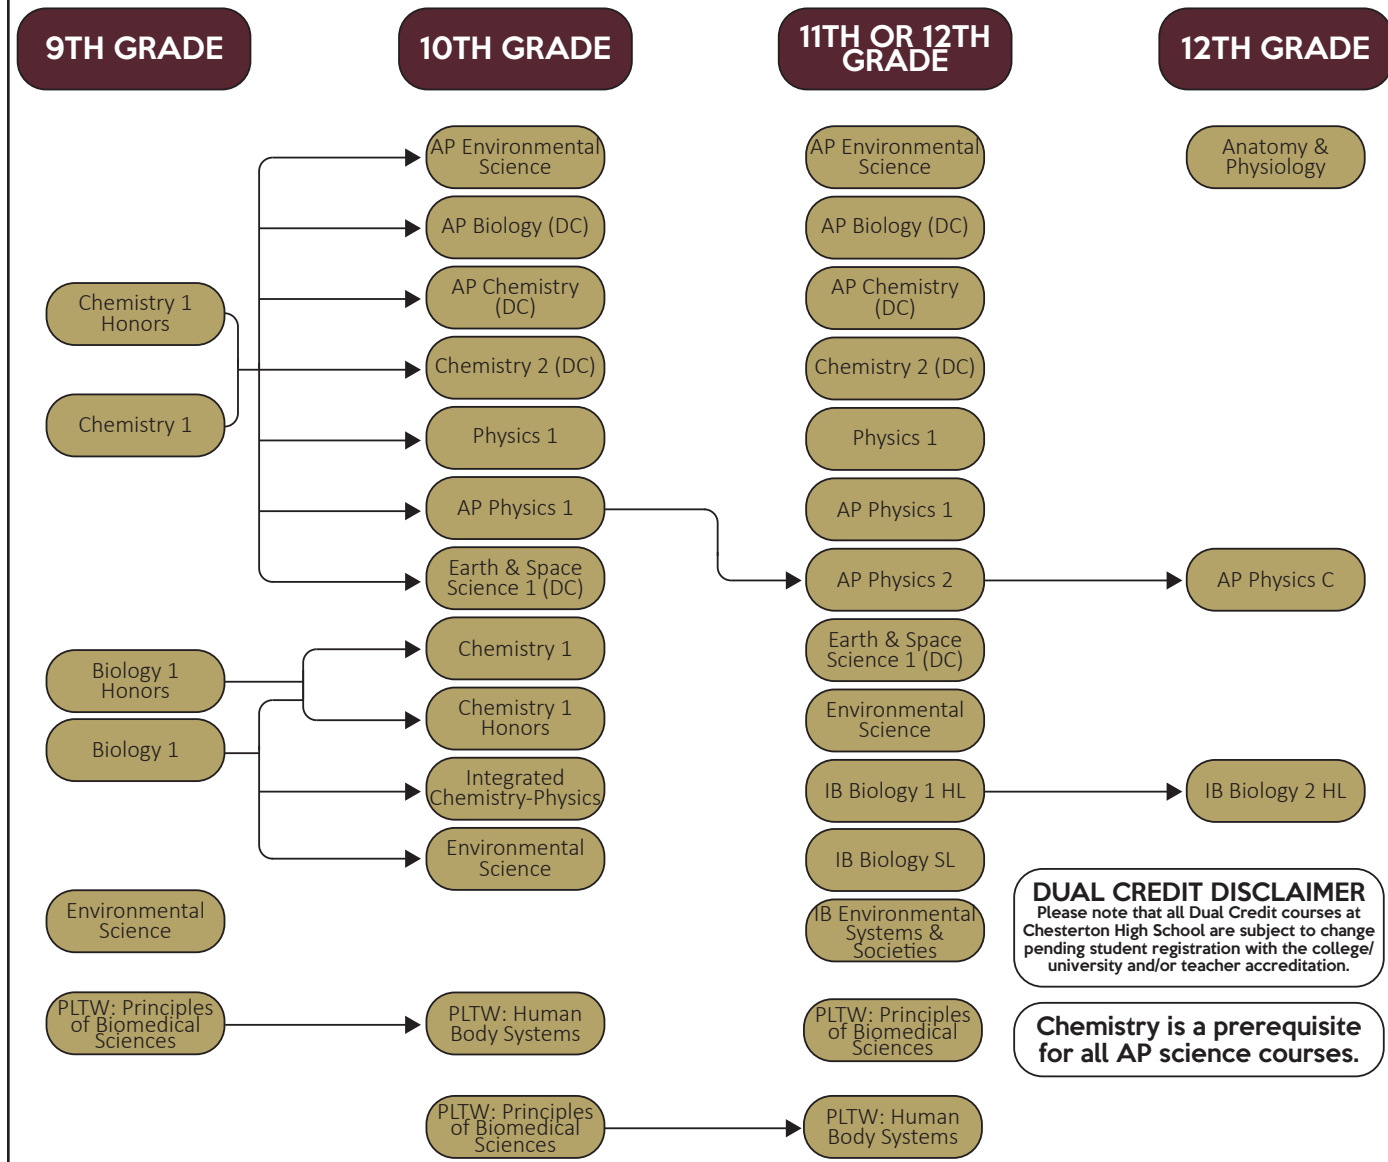 9TH GRADE
10TH GRADE
11TH OR 12TH
GRADE
12TH GRADE
Chemistry 1
Honors
Chemistry 1
Biology 1
Honors
Biology 1
Environmental
Science
PLTW: Principles
of Biomedical
Sciences
AP Environmental
Science
AP Biology (DC)
AP Chemistry
(DC)
Chemistry 2 (DC)
Physics 1
AP Physics 1
Earth & Space
Science 1 (DC)
Chemistry 1
Chemistry 1
Honors
Integrated
Chemistry-Physics
Environmental
Science
PLTW: Human
Body Systems
PLTW: Principles
of Biomedical
Sciences
AP Environmental
Science
AP Biology (DC)
AP Chemistry
(DC)
Chemistry 2 (DC)
Physics 1
AP Physics 1
AP Physics 2
Earth & Space
Science 1 (DC)
Environmental
Science
IB Biology 1 HL
IB Biology SL
IB Environmental
Systems &
Societies
PLTW: Principles
of Biomedical
Sciences
PLTW: Human
Body Systems
Anatomy &
Physiology
AP Physics C
IB Biology 2 HL
DUAL CREDIT DISCLAIMER
Please note that all Dual Credit courses at
Chesterton High School are subject to change
pending student registration with the college/
university and/or teacher accreditation.
Chemistry is a prerequisite
for all AP science courses.